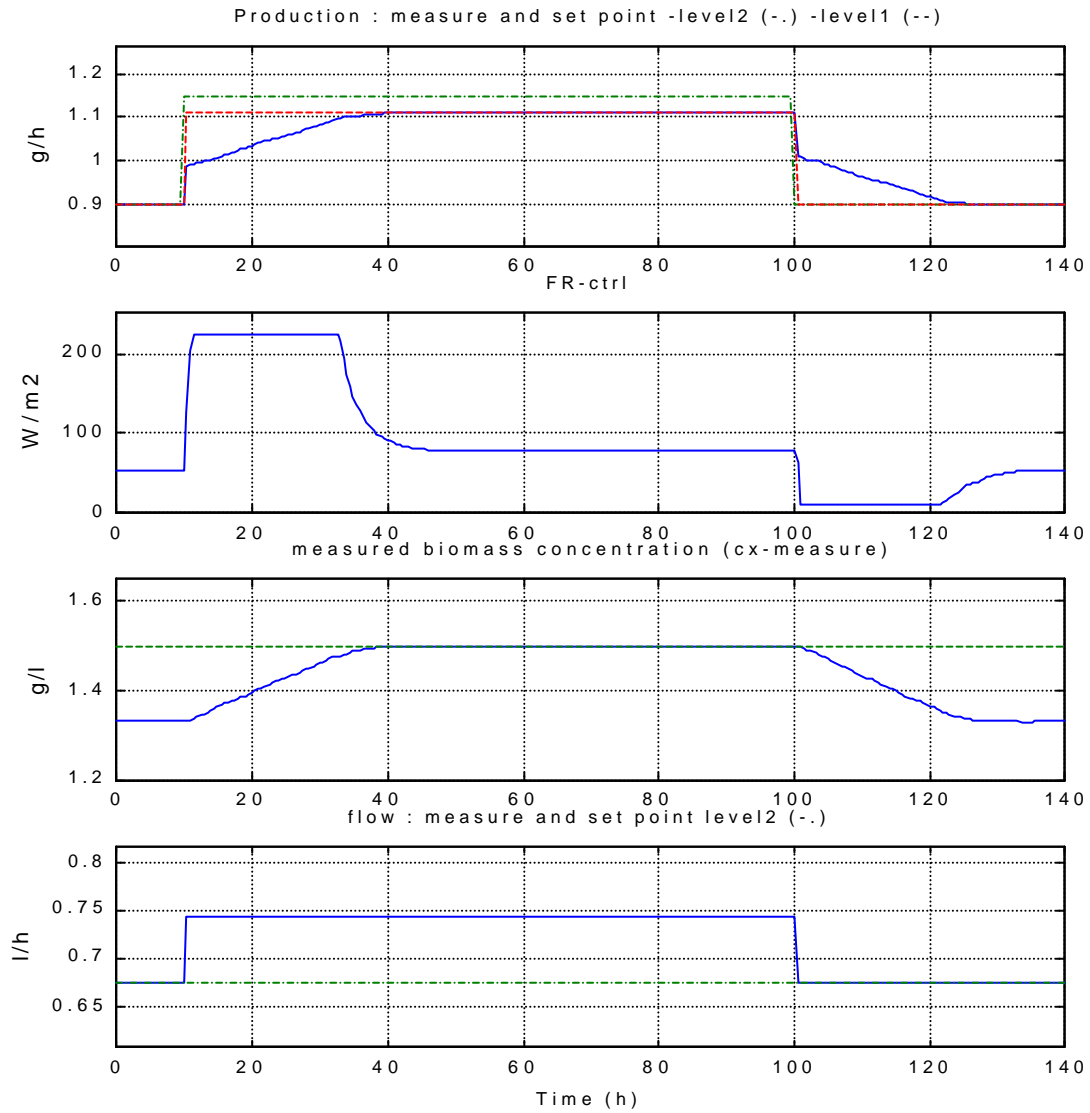 Production : measure and set point -level2 (-.) -level1 (--)
1.2
1.1
1
0.9
g/h
0 20 40 60 80 100 120 140
FR-ctrl
200
100
0
W/m2
0 20 40 60 80 100 120 140
measured biomass concentration (cx-measure)
1.6
1.4
1.2
g/l
0 20 40 60 80 100 120 140
flow : measure and set point level2 (-.)
0.8
0.75
0.7
0.65
l/h
0 20 40 60 80 100 120 140
Time (h)